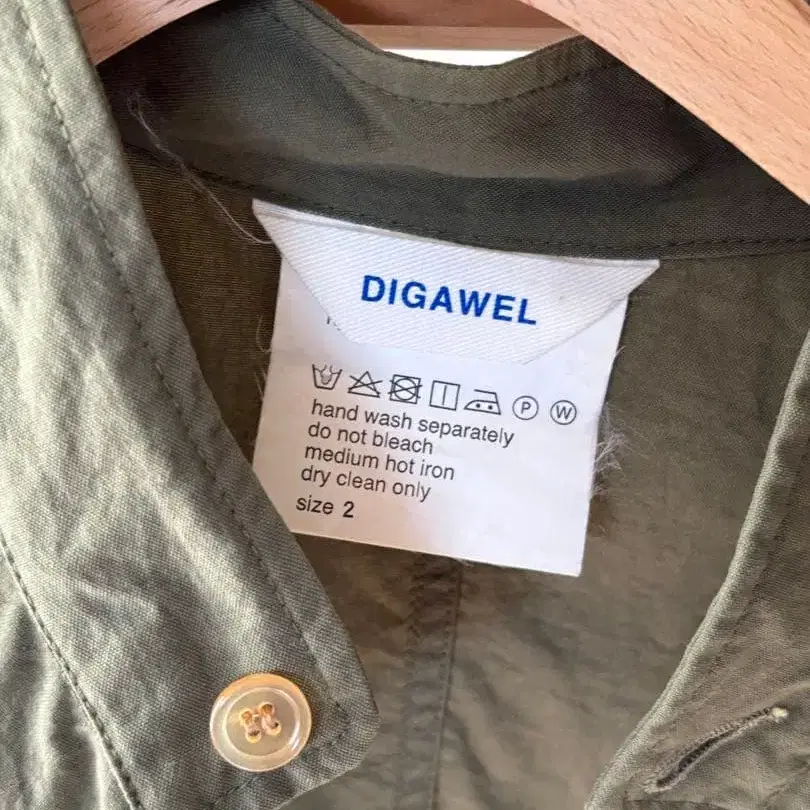 DIGAWEL
P W
hand wash separately
do not bleach
medium hot iron
dry clean only
size 2